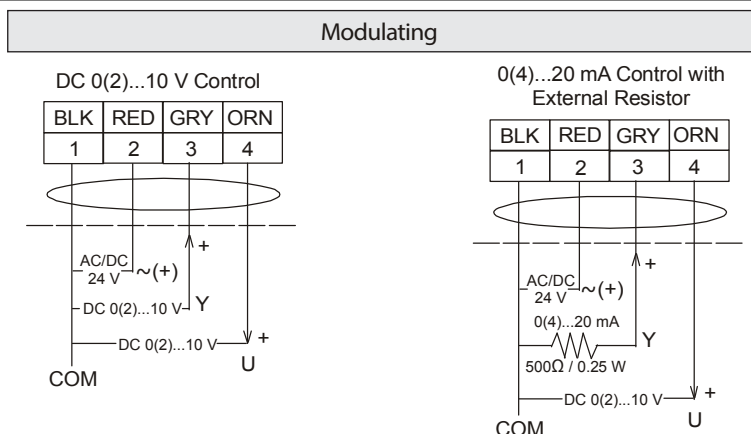 Modulating
DC 0(2)...10 V Control
BLK RED GRY ORN
1 2 3 4
+
AC/DC
24 V
~(+)
DC 0(2)...10 V
Y
+
DC 0(2)...10 V
U
COM
0(4)...20 mA Control with
External Resistor
BLK RED GRY ORN
1 2 3 4
+
AC/DC
24 V
~(+)
0(4)...20 mA
Y
500Ω / 0.25 W
+
DC 0(2)...10 V
U
COM